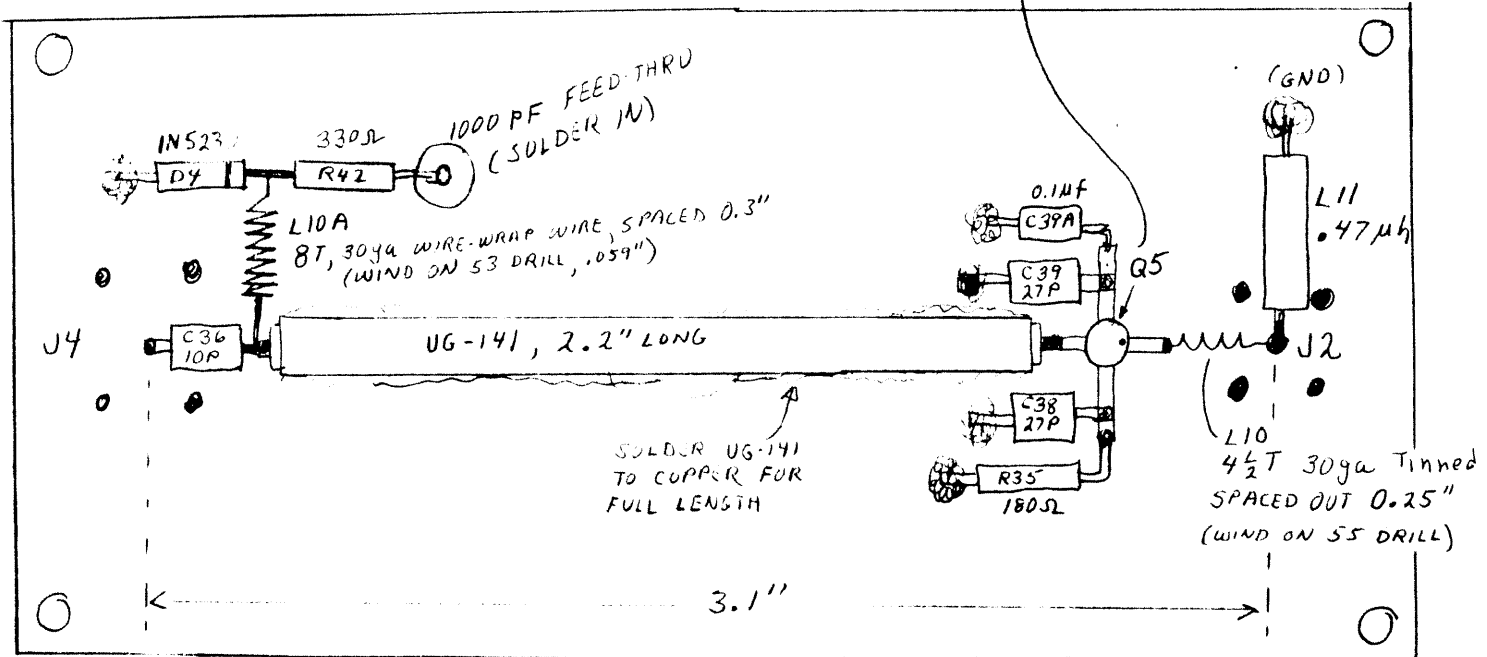 (GND)
1000 PF FEED-THRU
(SOLDER IN)
1N523
330Ω
D4
R42
L10A
8T, 30ga WIRE-WRAP WIRE, SPACED 0.3"
(WIND ON 53 DRILL, .059")
L11
.47µh
0.1µf
C39A
C39
27P
Q5
J4
C36
10P
UG-141, 2.2" LONG
J2
C38
27P
SOLDER UG-141
TO COPPER FOR
FULL LENGTH
R35
180Ω
L10
4½T 30ga Tinned
SPACED OUT 0.25"
(WIND ON 55 DRILL)
3.1"